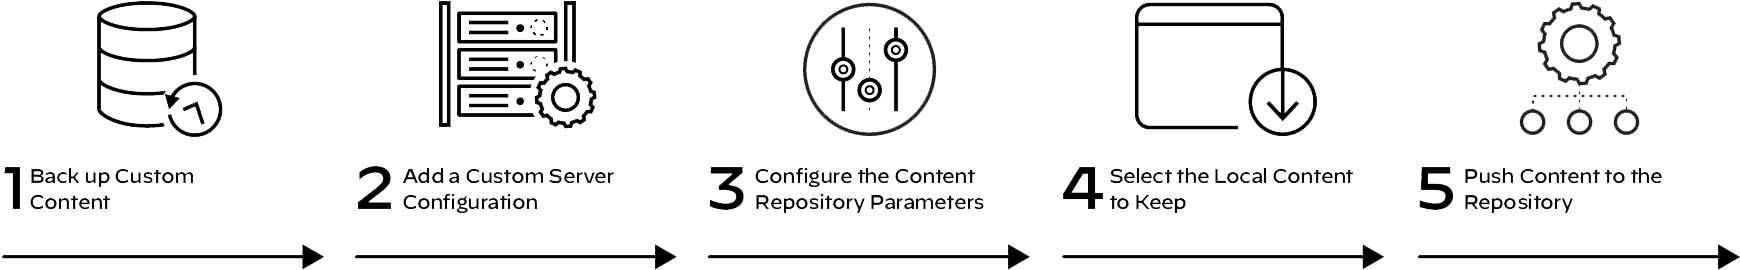 1 Back up Custom
Content
2 Add a Custom Server
Configuration
3 Configure the Content
Repository Parameters
4 Select the Local Content
to Keep
5 Push Content to the
Repository